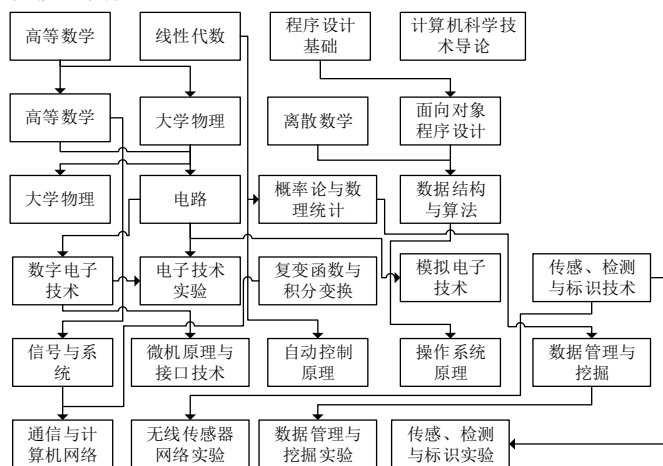 高等数学
线性代数
程序设计
基础
计算机科学技
术导论
高等数学
大学物理
离散数学
面向对象
程序设计
大学物理
电路
概率论与数
理统计
数据结构
与算法
数字电子
技术
电子技术
实验
复变函数与
积分变换
模拟电子
技术
传感、检测
与标识技术
信号与系
统
微机原理与
接口技术
自动控制
原理
操作系统
原理
数据管理与
挖掘
通信与计
算机网络
无线传感器
网络实验
数据管理与
挖掘实验
传感、检测
与标识实验